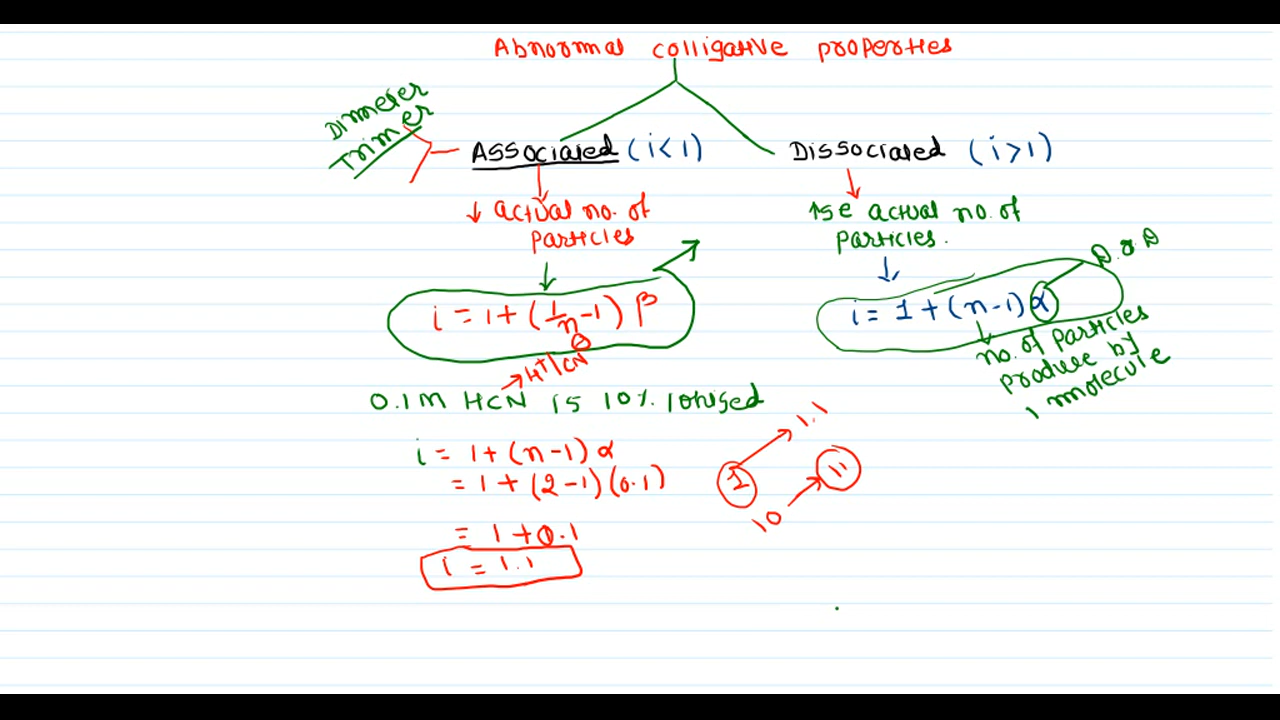 Abnormal colligative properties
Dimeter
Trimer
Associated (i<1)
Dissociated (i>1)
↓ actual no. of
particles
↑se actual no. of
particles.
i = 1 + (1/n - 1) β
i = 1 + (n-1) α
D.O.D
no. of particles
produce by
1 molecule
H⁺/CN⊖
0.1 M HCN is 10% ionised
i = 1 + (n-1) α
= 1 + (2-1) (0.1)
= 1 + 0.1
i = 1.1
1 → 1.1
10 → 11